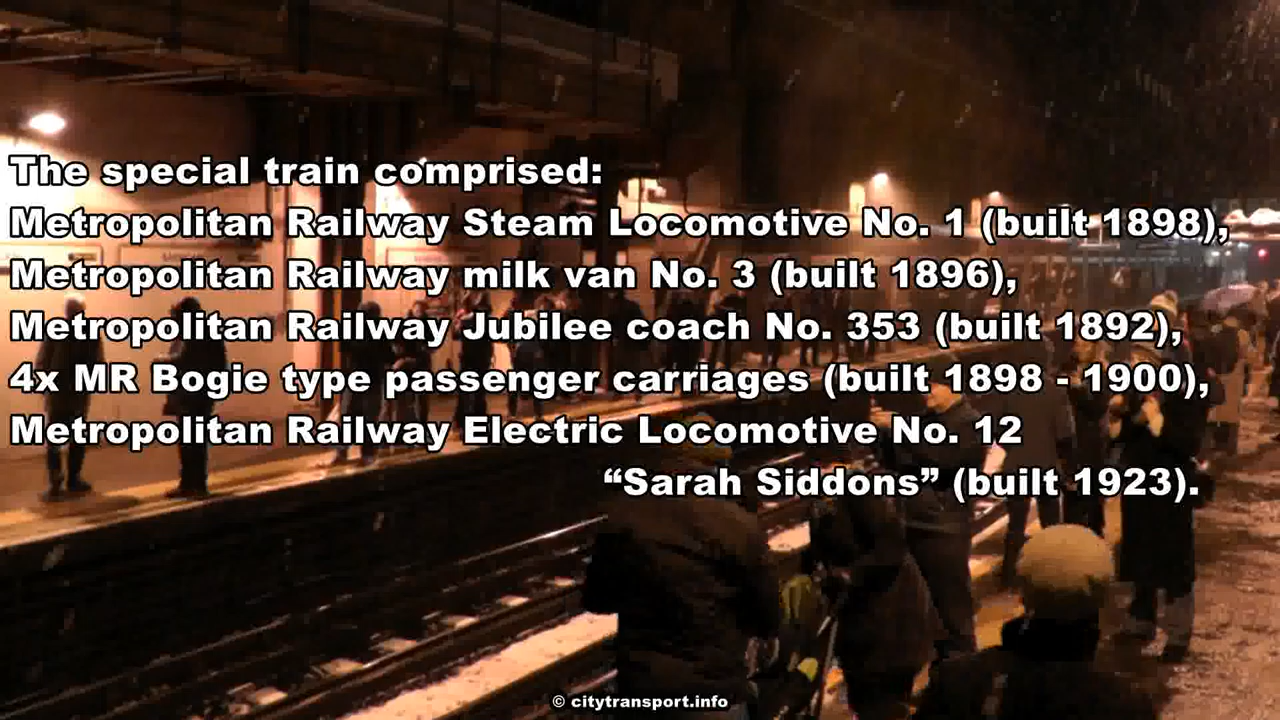 The special train comprised:
Metropolitan Railway Steam Locomotive No. 1 (built 1898),
Metropolitan Railway milk van No. 3 (built 1896),
Metropolitan Railway Jubilee coach No. 353 (built 1892),
4x MR Bogie type passenger carriages (built 1898 - 1900),
Metropolitan Railway Electric Locomotive No. 12
“Sarah Siddons” (built 1923).
© citytransport.info